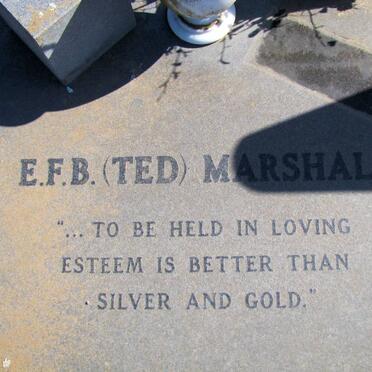 E.F.B. (TED) MARSHAL
"... TO BE HELD IN LOVING
ESTEEM IS BETTER THAN
SILVER AND GOLD."